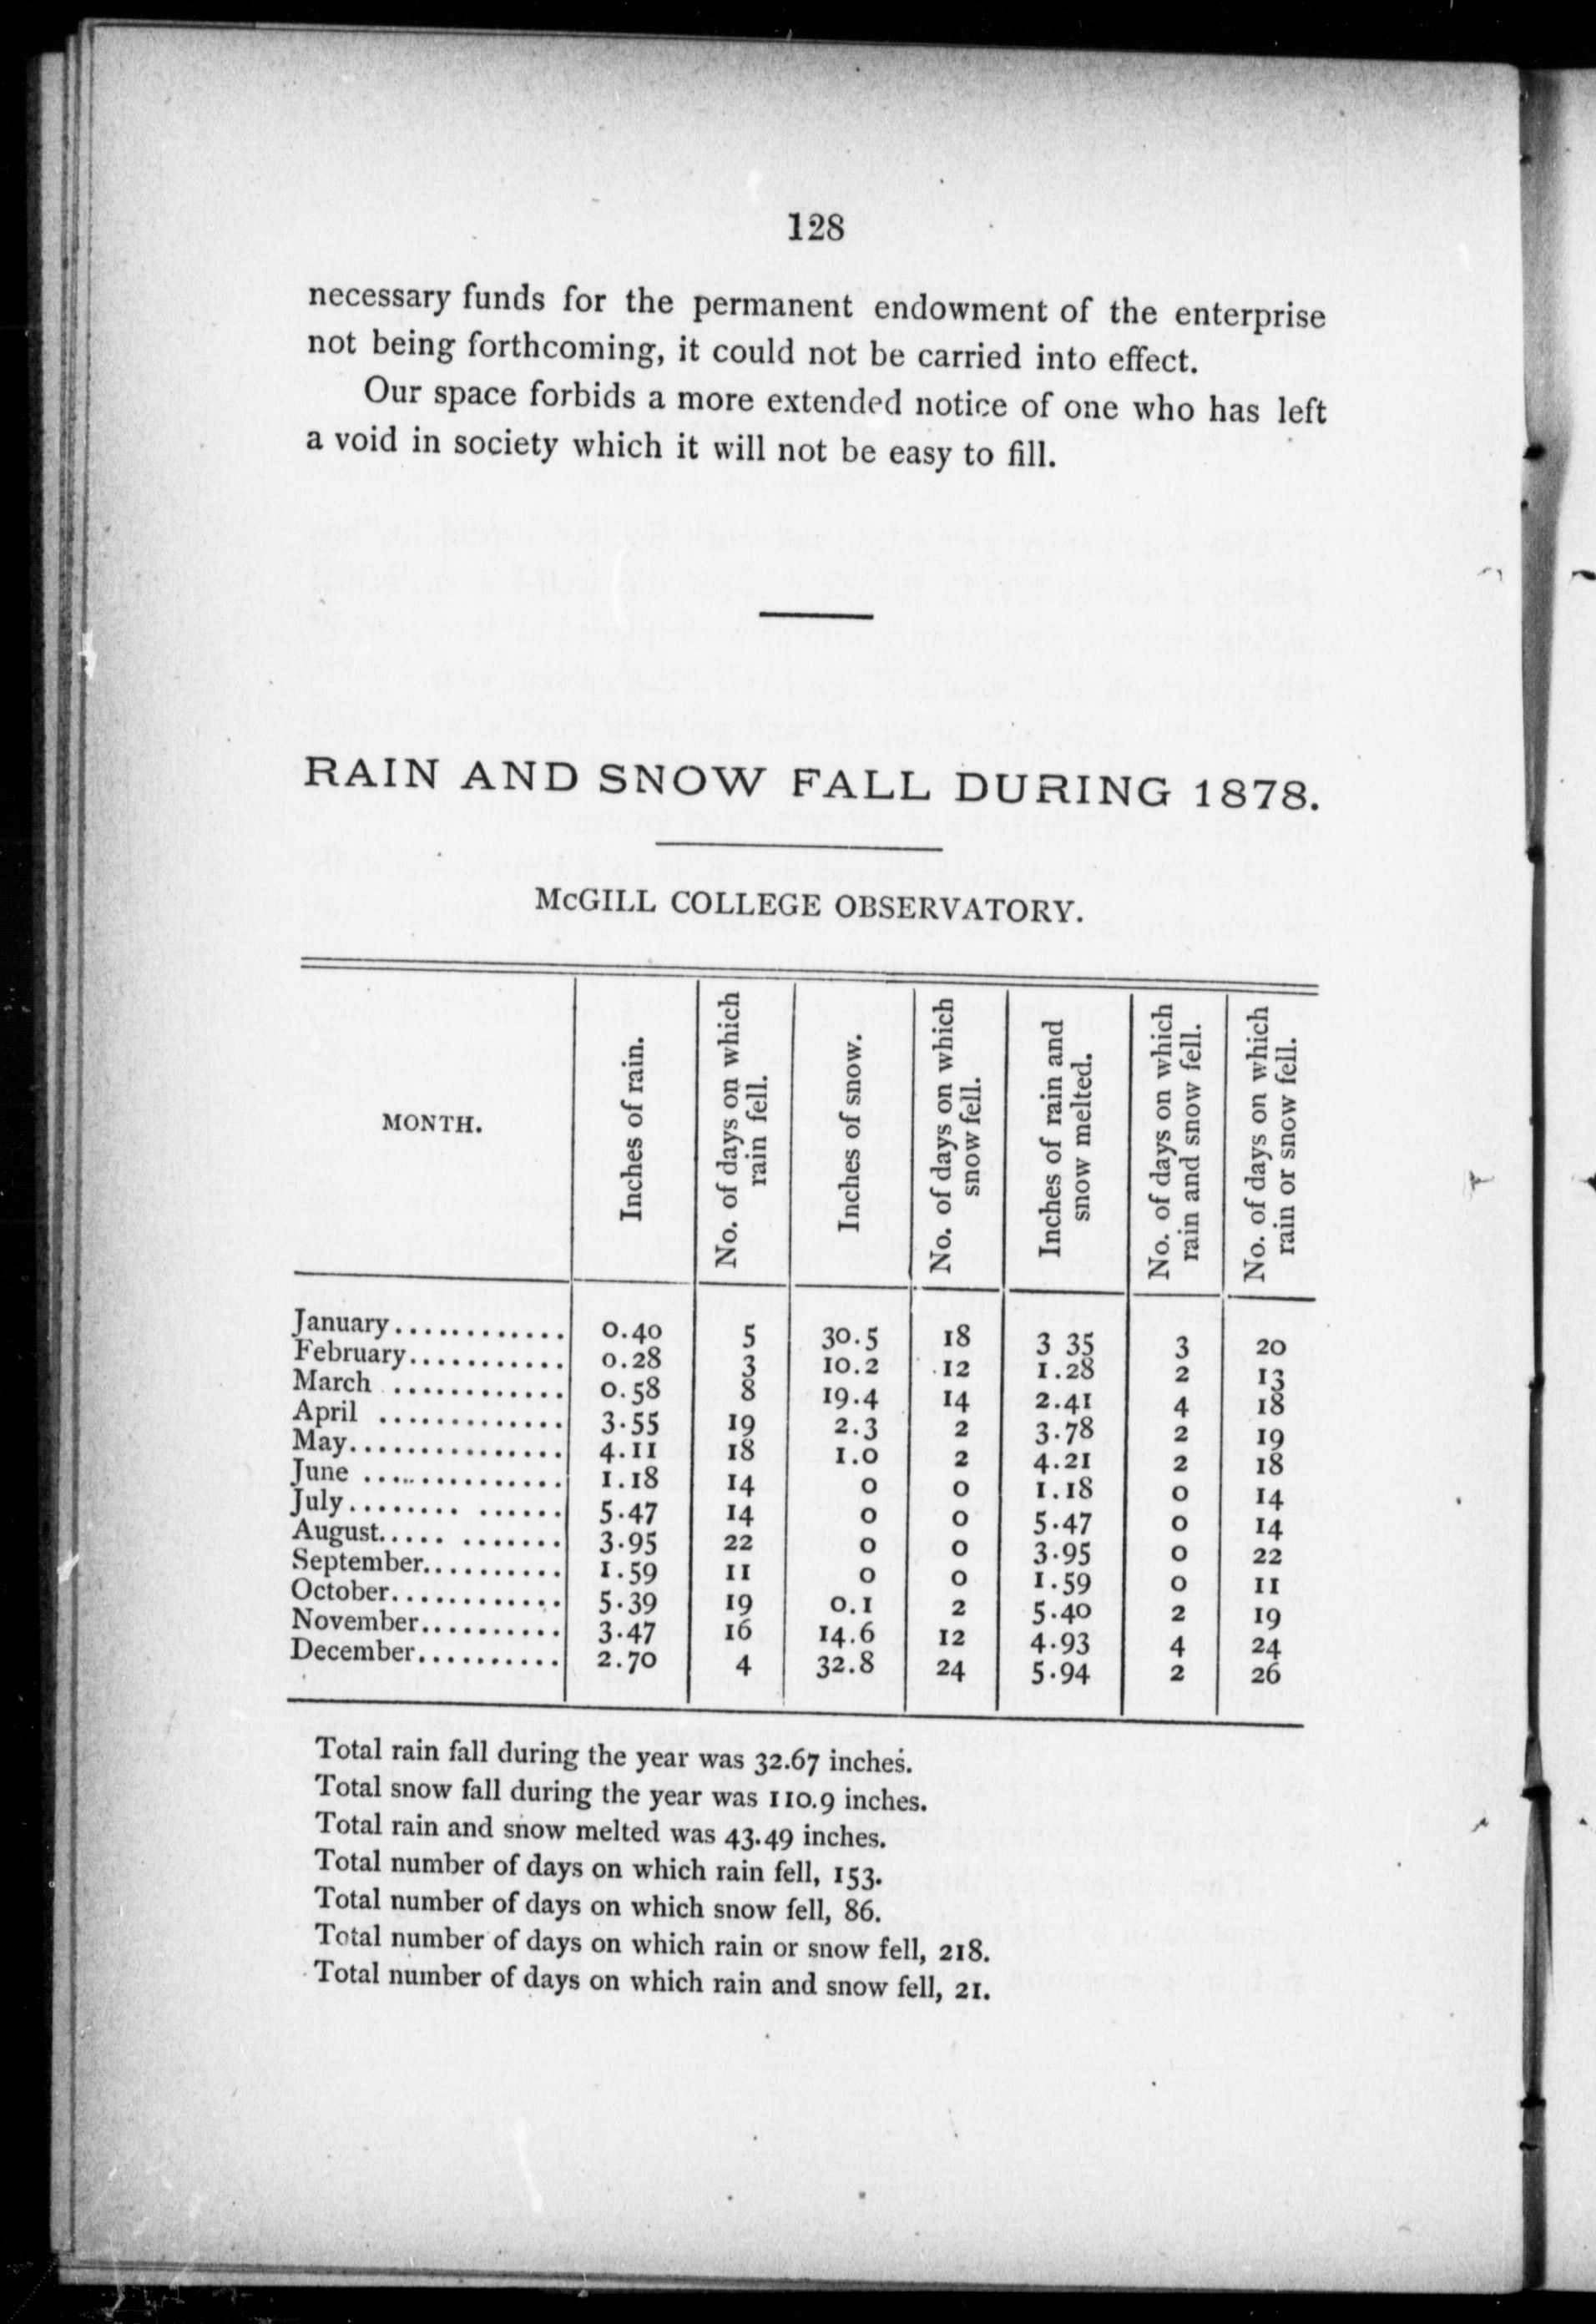 128
necessary funds for the permanent endowment of the enterprise
not being forthcoming, it could not be carried into effect.
Our space forbids a more extended notice of one who has left
a void in society which it will not be easy to fill.
RAIN AND SNOW FALL DURING 1878.
McGILL COLLEGE OBSERVATORY.
MONTH.
Inches of rain.
No. of days on which
rain fell.
Inches of snow.
No. of days on which
snow fell.
Inches of rain and
snow melted.
No. of days on which
rain and snow fell.
No. of days on which
rain or snow fell.
January............ 0.40 5 30.5 18 3 35 3 20
February........... 0.28 3 10.2 12 1.28 2 13
March ............ 0.58 8 19.4 14 2.41 4 18
April ............. 3.55 19 2.3 2 3.78 2 19
May............... 4.11 18 1.0 2 4.21 2 18
June .............. 1.18 14 0 0 1.18 0 14
July........ ...... 5.47 14 0 0 5.47 0 14
August..... ....... 3.95 22 0 0 3.95 0 22
September.......... 1.59 11 0 0 1.59 0 11
October............ 5.39 19 0.1 2 5.40 2 19
November.......... 3.47 16 14.6 12 4.93 4 24
December.......... 2.70 4 32.8 24 5.94 2 26
Total rain fall during the year was 32.67 inches.
Total snow fall during the year was 110.9 inches.
Total rain and snow melted was 43.49 inches.
Total number of days on which rain fell, 153.
Total number of days on which snow fell, 86.
Total number of days on which rain or snow fell, 218.
Total number of days on which rain and snow fell, 21.